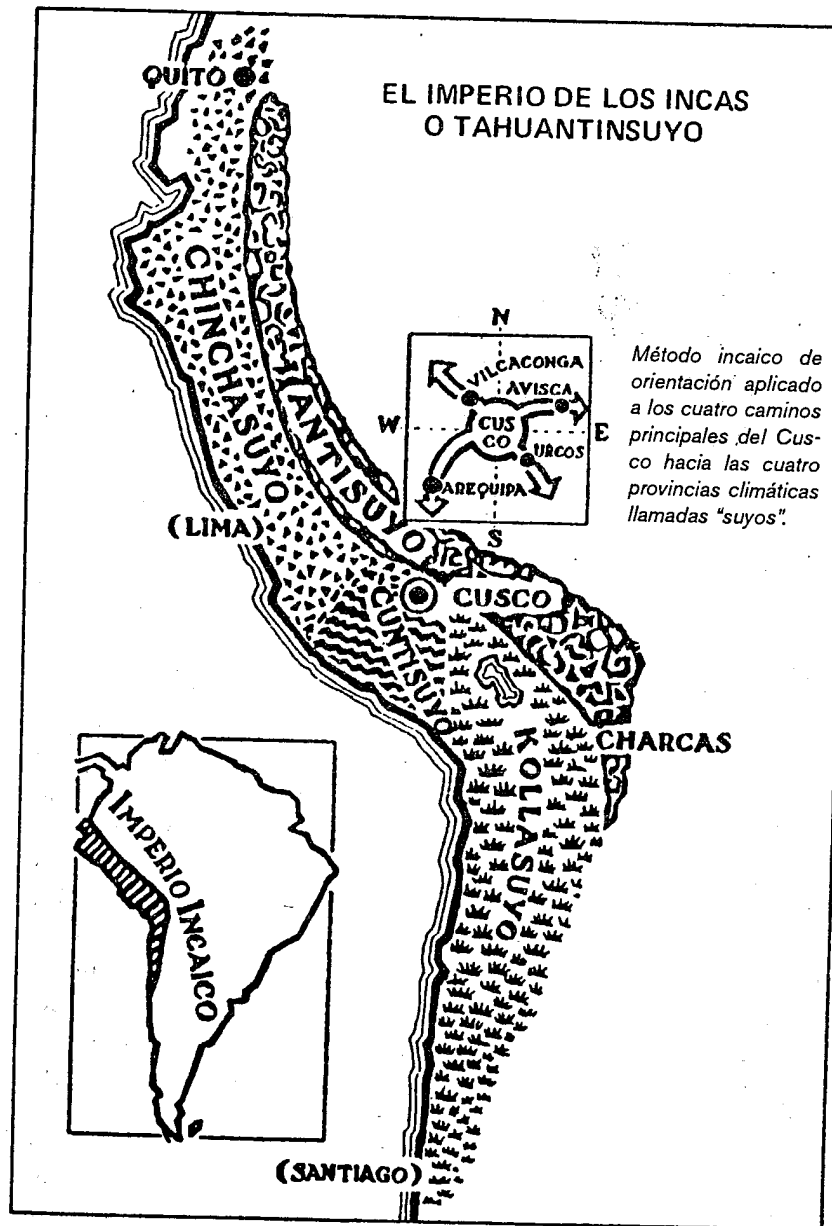 EL IMPERIO DE LOS INCAS
O TAHUANTINSUYO
QUITO
CHINCHASUYO
ANTISUYO
(LIMA)
N
W
E
S
VILCACONGA
AVISCA
CUS
CO
URCOS
AREQUIPA
Método incaico de
orientación aplicado
a los cuatro caminos
principales del Cus-
co hacia las cuatro
provincias climáticas
llamadas "suyos".
CUSCO
CUNTISUYO
CHARCAS
KOLLASUYO
IMPERIO INCAICO
(SANTIAGO)